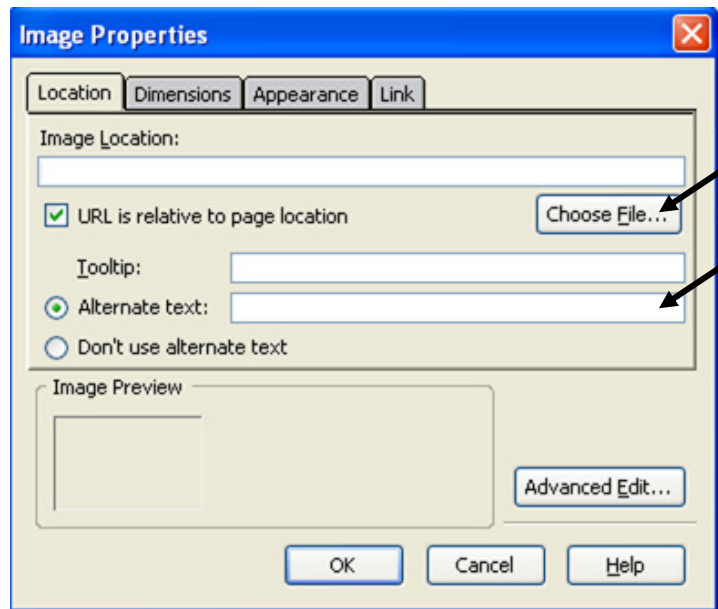 Image Properties
Location Dimensions Appearance Link
Image Location:
URL is relative to page location
Choose File...
Tooltip:
Alternate text:
Don't use alternate text
Image Preview
Advanced Edit...
OK Cancel Help